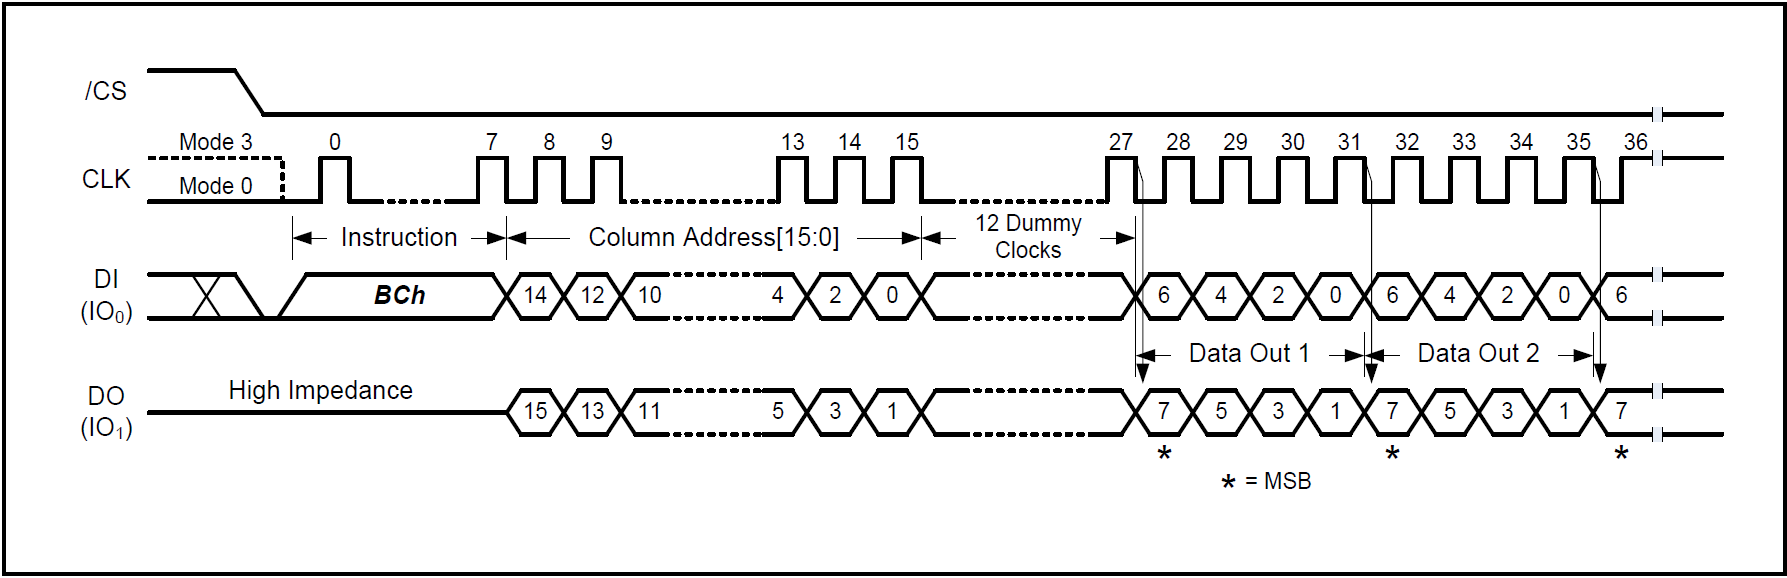 /CS
Mode 3 0 7 8 9 13 14 15 27 28 29 30 31 32 33 34 35 36
CLK
Mode 0
Instruction Column Address[15:0] 12 Dummy
Clocks
DI
(IO0) BCh 14 12 10 4 2 0 6 4 2 0 6 4 2 0 6
Data Out 1 Data Out 2
High Impedance
DO
(IO1) 15 13 11 5 3 1 7 5 3 1 7 5 3 1 7
* * *
* = MSB